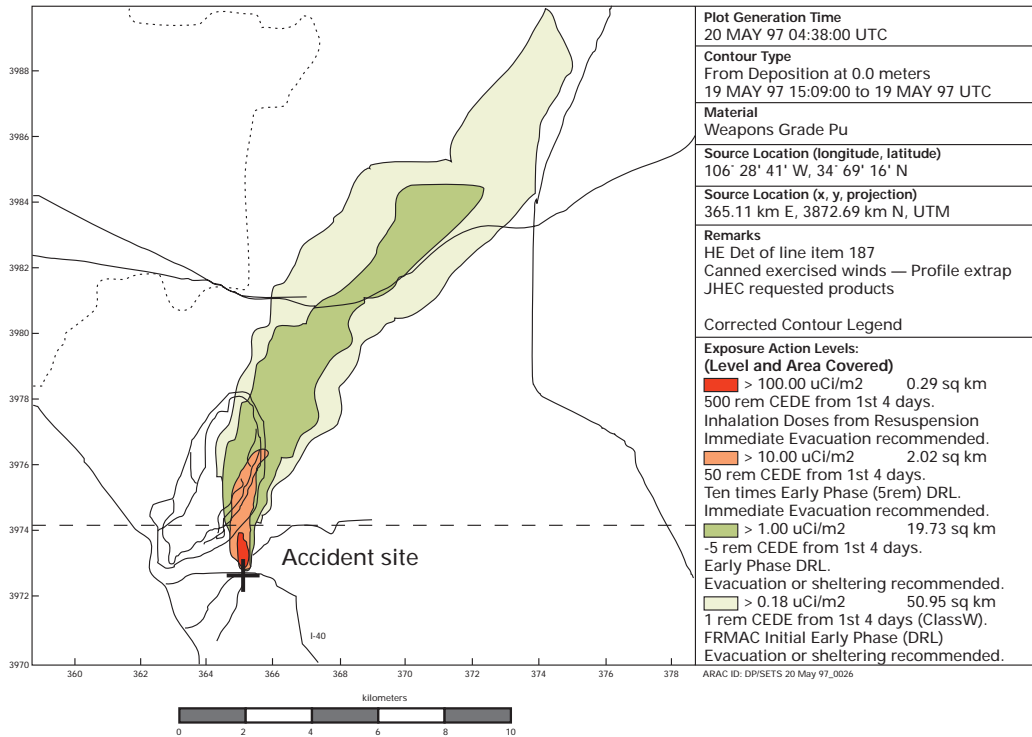 3988
3986
3984
3982
3980
3978
3976
3974
3972
3970
Accident site
I-40
360 362 364 366 368 370 372 374 376 378
kilometers
0 2 4 6 8 10
Plot Generation Time
20 MAY 97 04:38:00 UTC
Contour Type
From Deposition at 0.0 meters
19 MAY 97 15:09:00 to 19 MAY 97 UTC
Material
Weapons Grade Pu
Source Location (longitude, latitude)
106° 28' 41' W, 34° 69' 16' N
Source Location (x, y, projection)
365.11 km E, 3872.69 km N, UTM
Remarks
HE Det of line item 187
Canned exercised winds — Profile extrap
JHEC requested products
Corrected Contour Legend
Exposure Action Levels:
(Level and Area Covered)
> 100.00 uCi/m2 0.29 sq km
500 rem CEDE from 1st 4 days.
Inhalation Doses from Resuspension
Immediate Evacuation recommended.
> 10.00 uCi/m2 2.02 sq km
50 rem CEDE from 1st 4 days.
Ten times Early Phase (5rem) DRL.
Immediate Evacuation recommended.
> 1.00 uCi/m2 19.73 sq km
-5 rem CEDE from 1st 4 days.
Early Phase DRL.
Evacuation or sheltering recommended.
> 0.18 uCi/m2 50.95 sq km
1 rem CEDE from 1st 4 days (ClassW).
FRMAC Initial Early Phase (DRL)
Evacuation or sheltering recommended.
ARAC ID: DP/SETS 20 May 97_0026